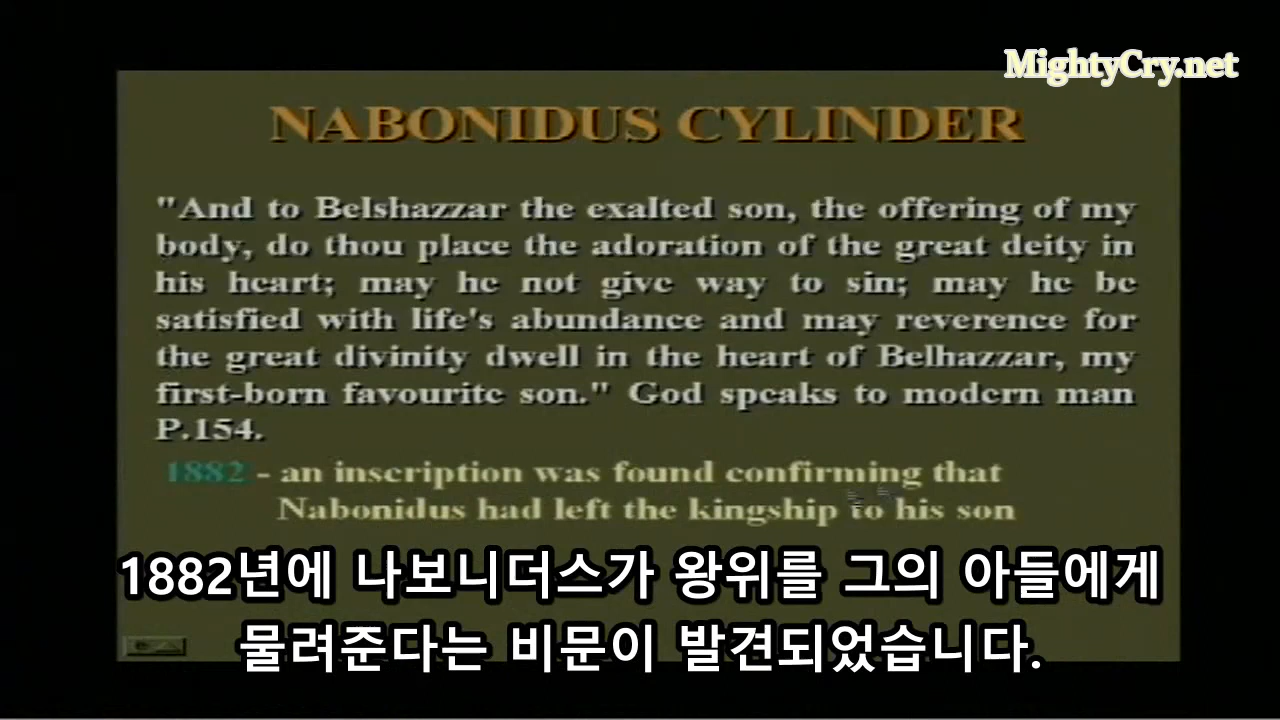 MightyCry.net
NABONIDUS CYLINDER
"And to Belshazzar the exalted son, the offering of my
body, do thou place the adoration of the great deity in
his heart; may he not give way to sin; may he be
satisfied with life's abundance and may reverence for
the great divinity dwell in the heart of Belhazzar, my
first-born favourite son." God speaks to modern man
P.154.
1882 - an inscription was found confirming that
Nabonidus had left the kingship to his son
1882년에 나보니더스가 왕위를 그의 아들에게
물려준다는 비문이 발견되었습니다.